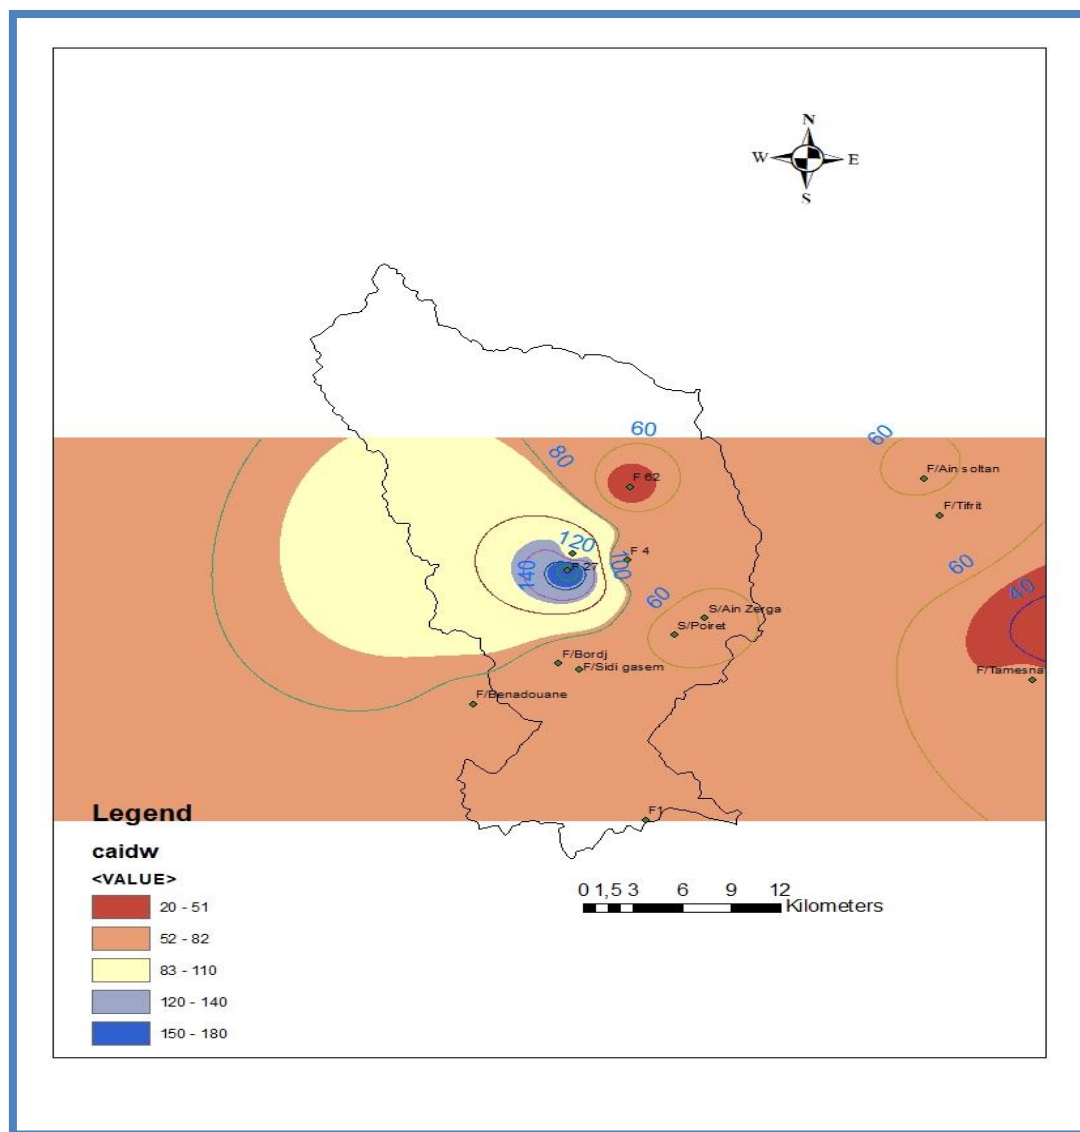 N
W E
S
60
60
80
F/Ain soltan
F 62
F/Tifrit
120
F 4
60
100
F 27
140
40
60
S/Ain Zerga
S/Poiret
F/Bordj
F/Sidi gasem
F/Tamesna
F/Benadouane
F1
Legend
caidw
<VALUE>
20 - 51
52 - 82
83 - 110
120 - 140
150 - 180
0 1,5 3 6 9 12
Kilometers